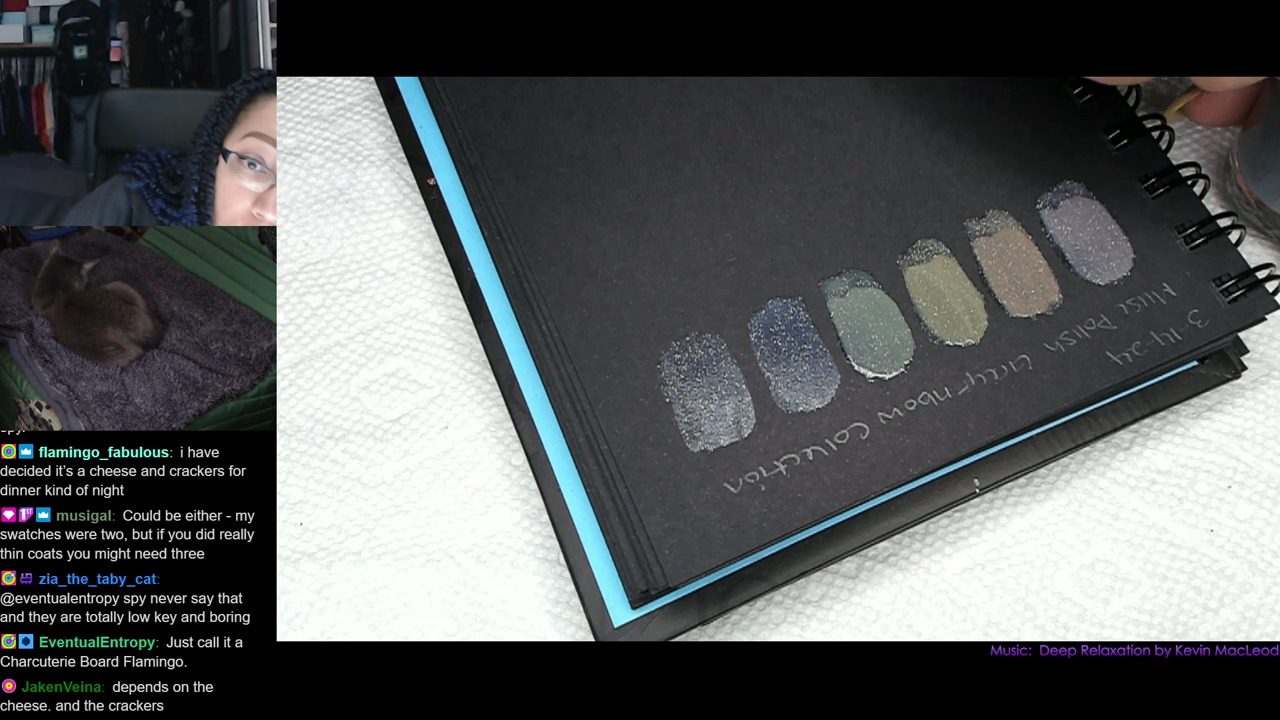 spy.
flamingo_fabulous: i have
decided it's a cheese and crackers for
dinner kind of night
musigal: Could be either - my
swatches were two, but if you did really
thin coats you might need three
zia_the_taby_cat:
@eventualentropy spy never say that
and they are totally low key and boring
EventualEntropy: Just call it a
Charcuterie Board Flamingo.
JakenVeina: depends on the
cheese. and the crackers
3-14-24
Muse Polish Collection
Music: Deep Relaxation by Kevin MacLeod